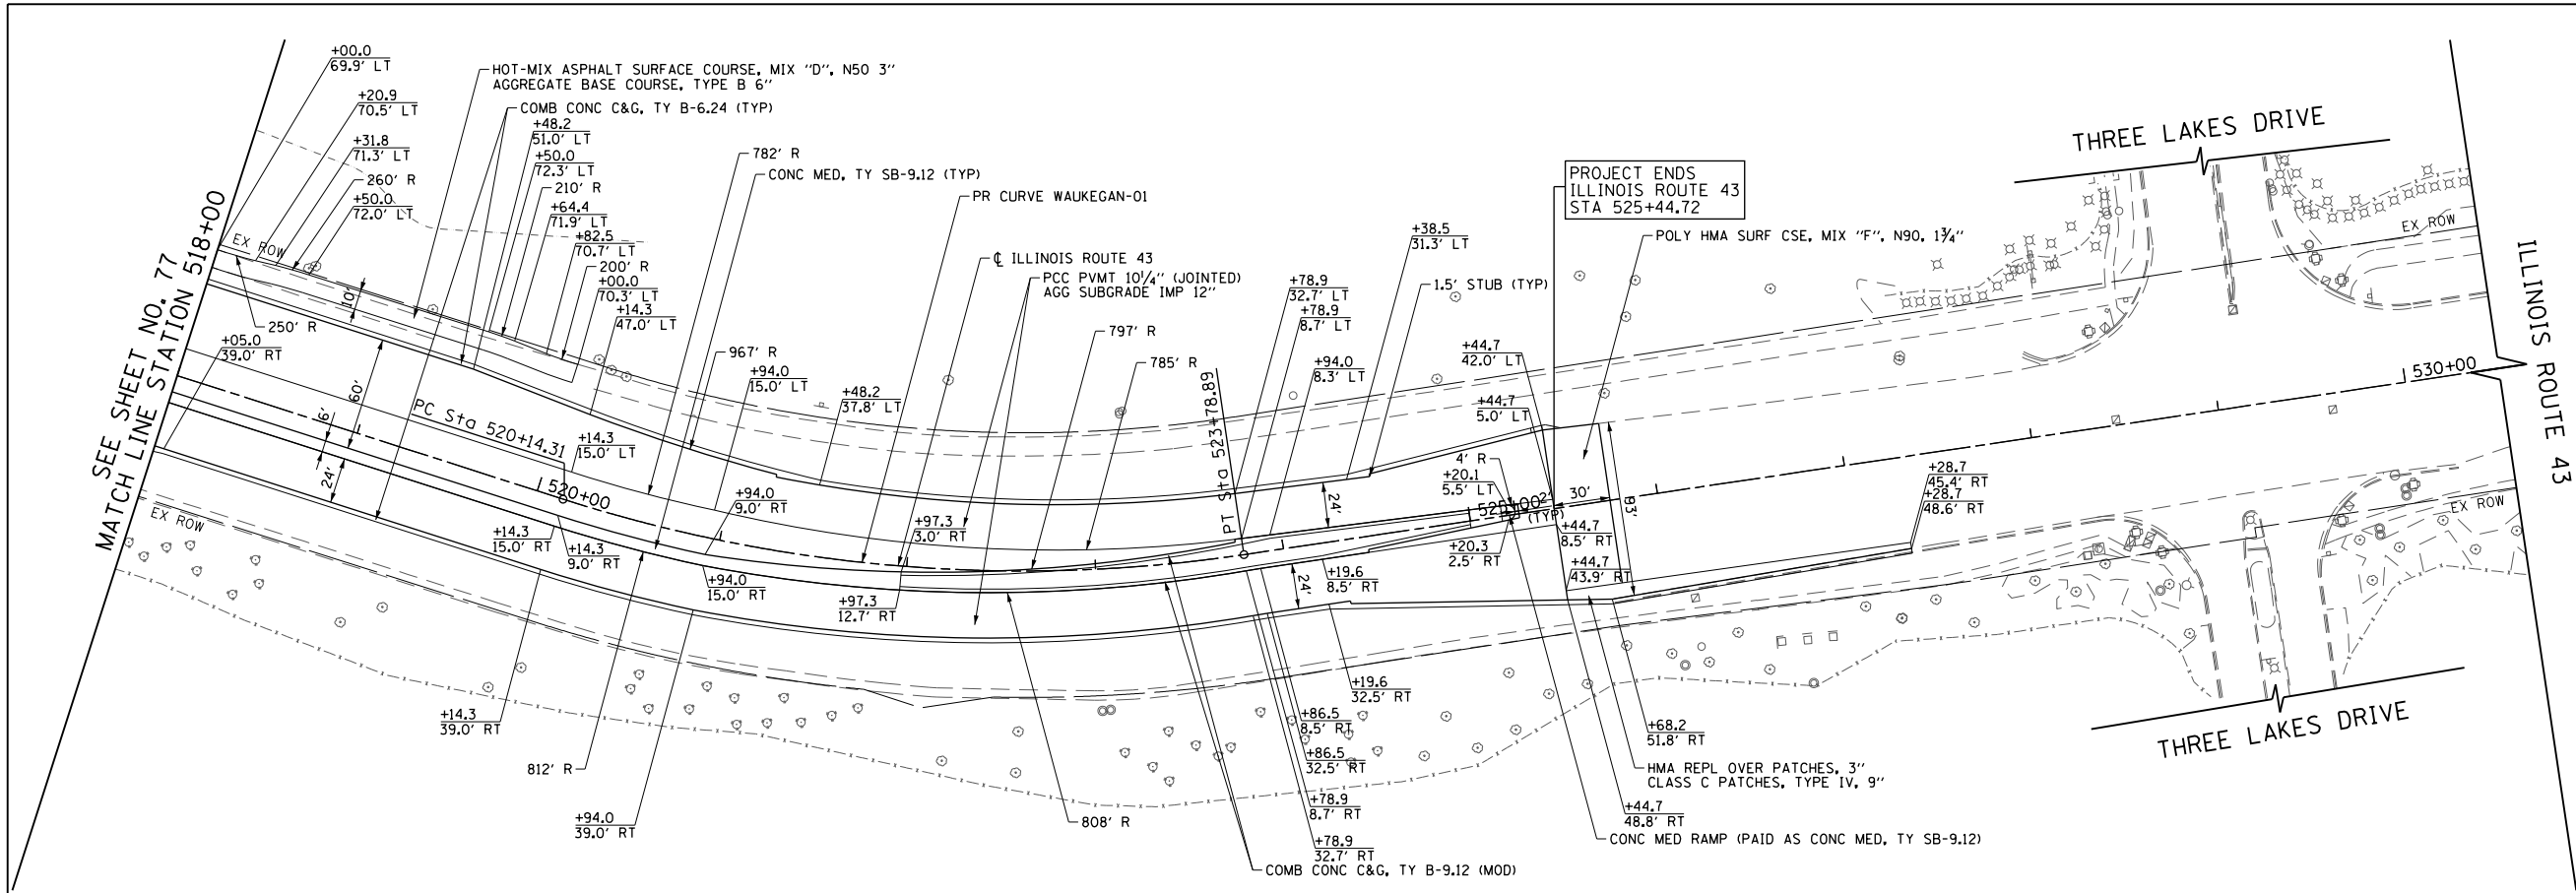 +00.0
69.9' LT
+20.9
70.5' LT
+31.8
71.3' LT
260' R
+50.0
72.0' LT
HOT-MIX ASPHALT SURFACE COURSE, MIX "D", N50 3"
AGGREGATE BASE COURSE, TYPE B 6"
COMB CONC C&G, TY B-6.24 (TYP)
+48.2
51.0' LT
+50.0
72.3' LT
210' R
+64.4
71.9' LT
+82.5
70.7' LT
200' R
+00.0
70.3' LT
+14.3
47.0' LT
782' R
CONC MED, TY SB-9.12 (TYP)
PR CURVE WAUKEGAN-01
℄ ILLINOIS ROUTE 43
PCC PVMT 10¼" (JOINTED)
AGG SUBGRADE IMP 12"
797' R
785' R
967' R
+94.0
15.0' LT
+48.2
37.8' LT
+78.9
32.7' LT
+78.9
8.7' LT
+94.0
8.3' LT
+38.5
31.3' LT
1.5' STUB (TYP)
PROJECT ENDS
ILLINOIS ROUTE 43
STA 525+44.72
POLY HMA SURF CSE, MIX "F", N90, 1¾"
THREE LAKES DRIVE
EX ROW
EX ROW
ILLINOIS ROUTE 43
530+00
SEE SHEET NO. 77
MATCH LINE STATION 518+00
250' R
10'
+05.0
39.0' RT
60'
6'
24'
PC Sta 520+14.31
520+00
+14.3
15.0' LT
+94.0
9.0' RT
+97.3
3.0' RT
+14.3
15.0' RT
+14.3
9.0' RT
+94.0
15.0' RT
+97.3
12.7' RT
PT Sta 523+78.89
24'
24'
+44.7
42.0' LT
+44.7
5.0' LT
4' R
+20.1
5.5' LT
525+00
2'
(TYP)
30'
93'
+20.3
2.5' RT
+44.7
8.5' RT
+44.7
43.9' RT
+19.6
8.5' RT
+28.7
45.4' RT
+28.7
48.6' RT
EX ROW
EX ROW
+14.3
39.0' RT
812' R
+94.0
39.0' RT
808' R
+19.6
32.5' RT
+86.5
8.5' RT
+86.5
32.5' RT
+78.9
8.7' RT
+78.9
32.7' RT
COMB CONC C&G, TY B-9.12 (MOD)
+68.2
51.8' RT
HMA REPL OVER PATCHES, 3"
CLASS C PATCHES, TYPE IV, 9"
+44.7
48.8' RT
CONC MED RAMP (PAID AS CONC MED, TY SB-9.12)
THREE LAKES DRIVE